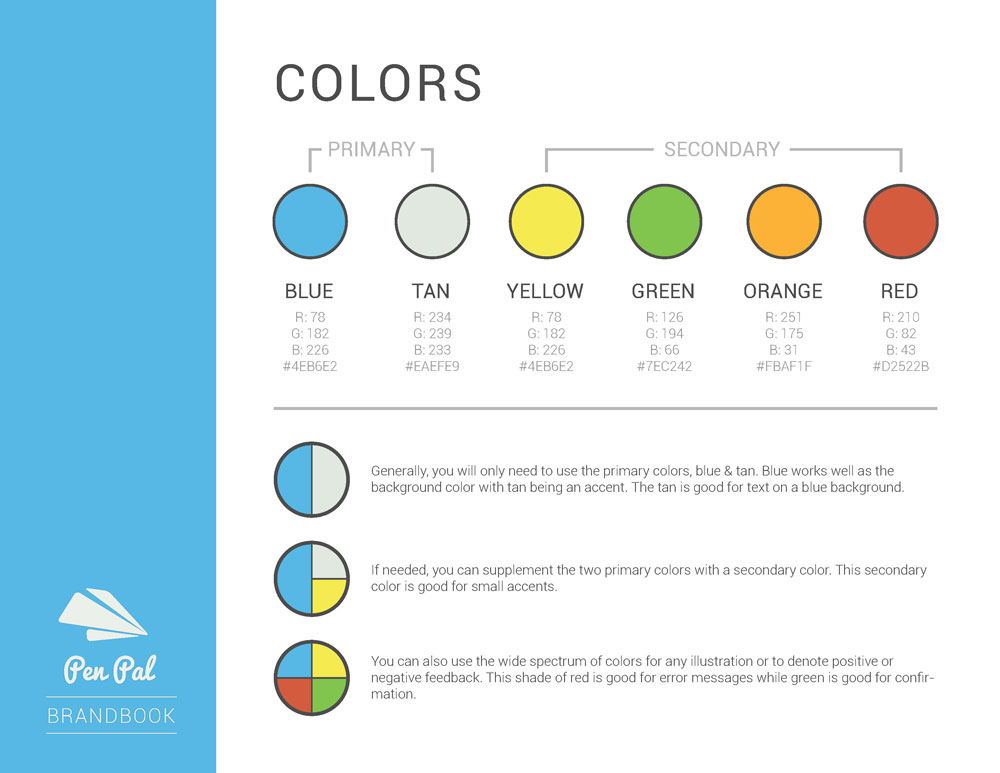 COLORS
PRIMARY
SECONDARY
BLUE
R: 78
G: 182
B: 226
#4EB6E2
TAN
R: 234
G: 239
B: 233
#EAEFE9
YELLOW
R: 78
G: 182
B: 226
#4EB6E2
GREEN
R: 126
G: 194
B: 66
#7EC242
ORANGE
R: 251
G: 175
B: 31
#FBAF1F
RED
R: 210
G: 82
B: 43
#D2522B
Generally, you will only need to use the primary colors, blue & tan. Blue works well as the
background color with tan being an accent. The tan is good for text on a blue background.
If needed, you can supplement the two primary colors with a secondary color. This secondary
color is good for small accents.
You can also use the wide spectrum of colors for any illustration or to denote positive or
negative feedback. This shade of red is good for error messages while green is good for confir-
mation.
Pen Pal
BRANDBOOK